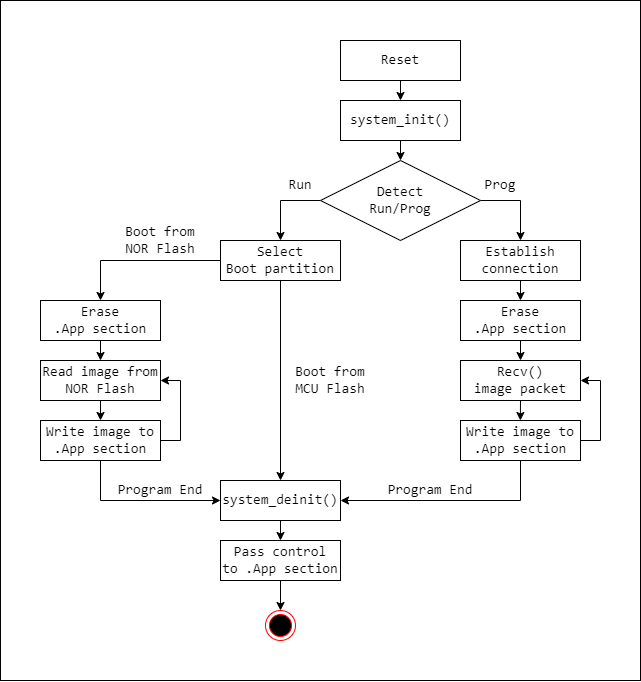 Reset
system_init()
Detect
Run/Prog
Run
Prog
Boot from
NOR Flash
Select
Boot partition
Establish
connection
Erase
.App section
Erase
.App section
Read image from
NOR Flash
Boot from
MCU Flash
Recv()
image packet
Write image to
.App section
Write image to
.App section
Program End
system_deinit()
Program End
Pass control
to .App section